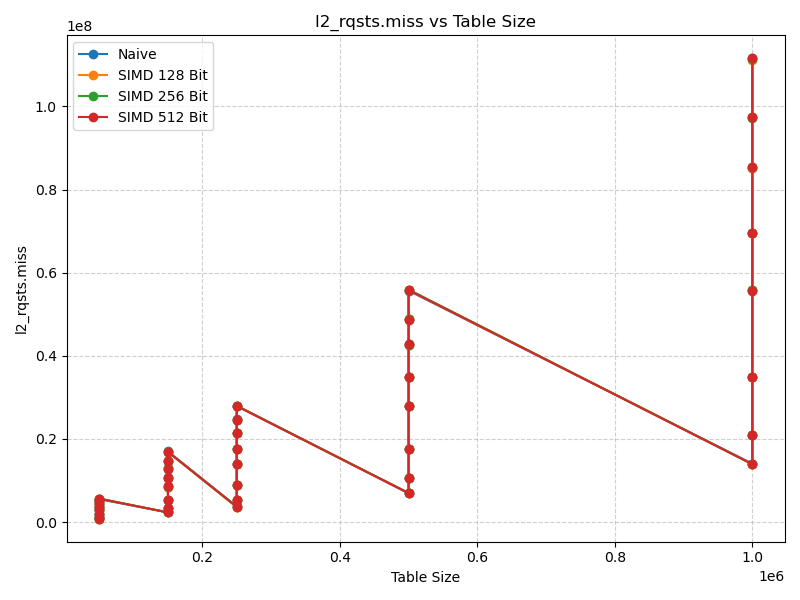 l2_rqsts.miss vs Table Size
1e8
Naive
SIMD 128 Bit
SIMD 256 Bit
SIMD 512 Bit
1.0
0.8
0.6
0.4
0.2
0.0
l2_rqsts.miss
0.2 0.4 0.6 0.8 1.0
1e6
Table Size